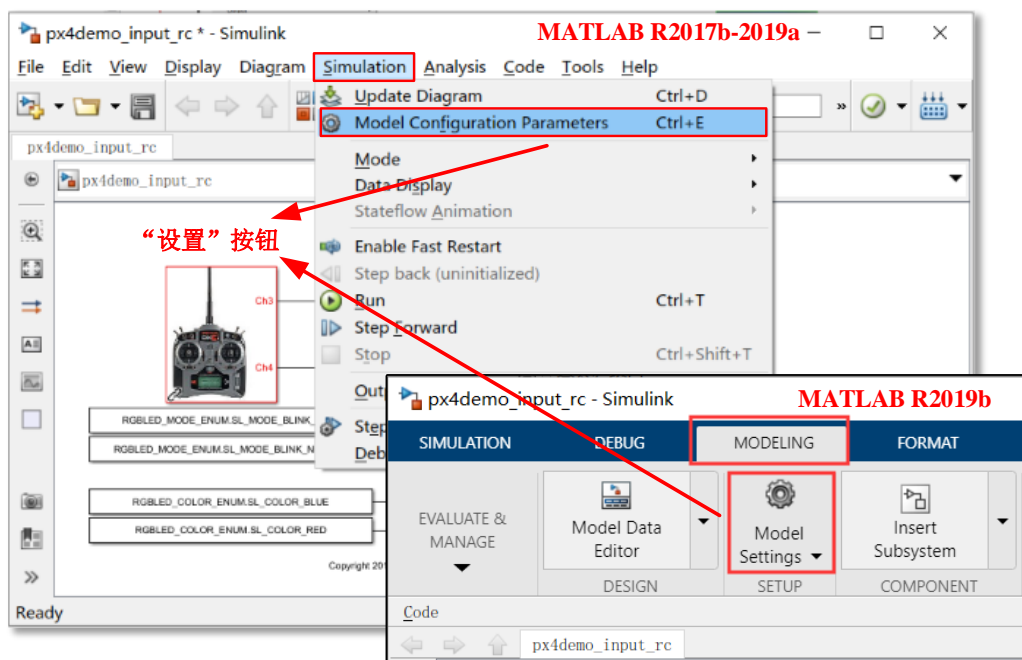 px4demo_input_rc * - Simulink
MATLAB R2017b-2019a
File Edit View Display Diagram Simulation Analysis Code Tools Help
Update Diagram Ctrl+D
Model Configuration Parameters Ctrl+E
px4demo_input_rc
px4demo_input_rc
Mode
Data Display
Stateflow Animation
“设置”按钮
Enable Fast Restart
Step back (uninitialized)
Run Ctrl+T
Step Forward
Stop Ctrl+Shift+T
Ch3
Ch4
RGBLED_MODE_ENUM.SL_MODE_BLINK_
RGBLED_MODE_ENUM.SL_MODE_BLINK_N
RGBLED_COLOR_ENUM.SL_COLOR_BLUE
RGBLED_COLOR_ENUM.SL_COLOR_RED
Copyright 20
Ready
px4demo_input_rc - Simulink
MATLAB R2019b
SIMULATION DEBUG MODELING FORMAT
EVALUATE & MANAGE
Model Data Editor
Model Settings
Insert Subsystem
DESIGN SETUP COMPONENT
Code
px4demo_input_rc